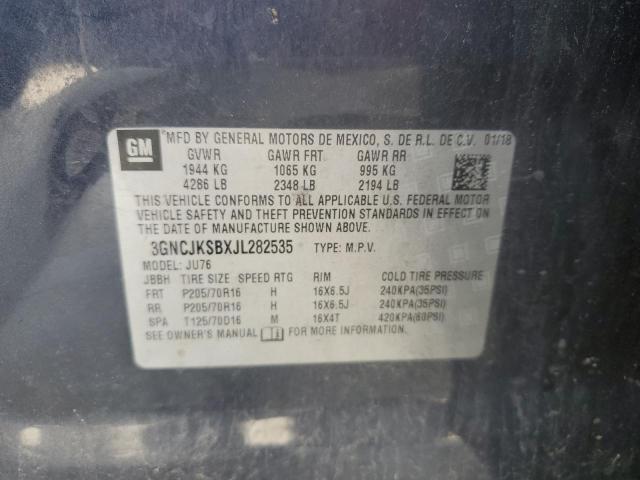 GM
*MFD BY GENERAL MOTORS DE MEXICO, S. DE R.L. DE C.V. 01/18
GVWR GAWR FRT GAWR RR
1944 KG 1065 KG 995 KG
4286 LB 2348 LB 2194 LB
THIS VEHICLE CONFORMS TO ALL APPLICABLE U.S. FEDERAL MOTOR
VEHICLE SAFETY AND THEFT PREVENTION STANDARDS IN EFFECT ON
THE DATE OF MANUFACTURE SHOWN ABOVE.
3GNCJKSBXJL282535 TYPE: M.P.V.
MODEL: JU76
JBBH TIRE SIZE SPEED RTG RIM COLD TIRE PRESSURE
FRT P205/70R16 H 16X6.5J 240KPA(35PSI)
RR P205/70R16 H 16X6.5J 240KPA(35PSI)
SPA T125/70D16 M 16X4T 420KPA(60PSI)
SEE OWNER'S MANUAL FOR ADDITIONAL INFORMATION.